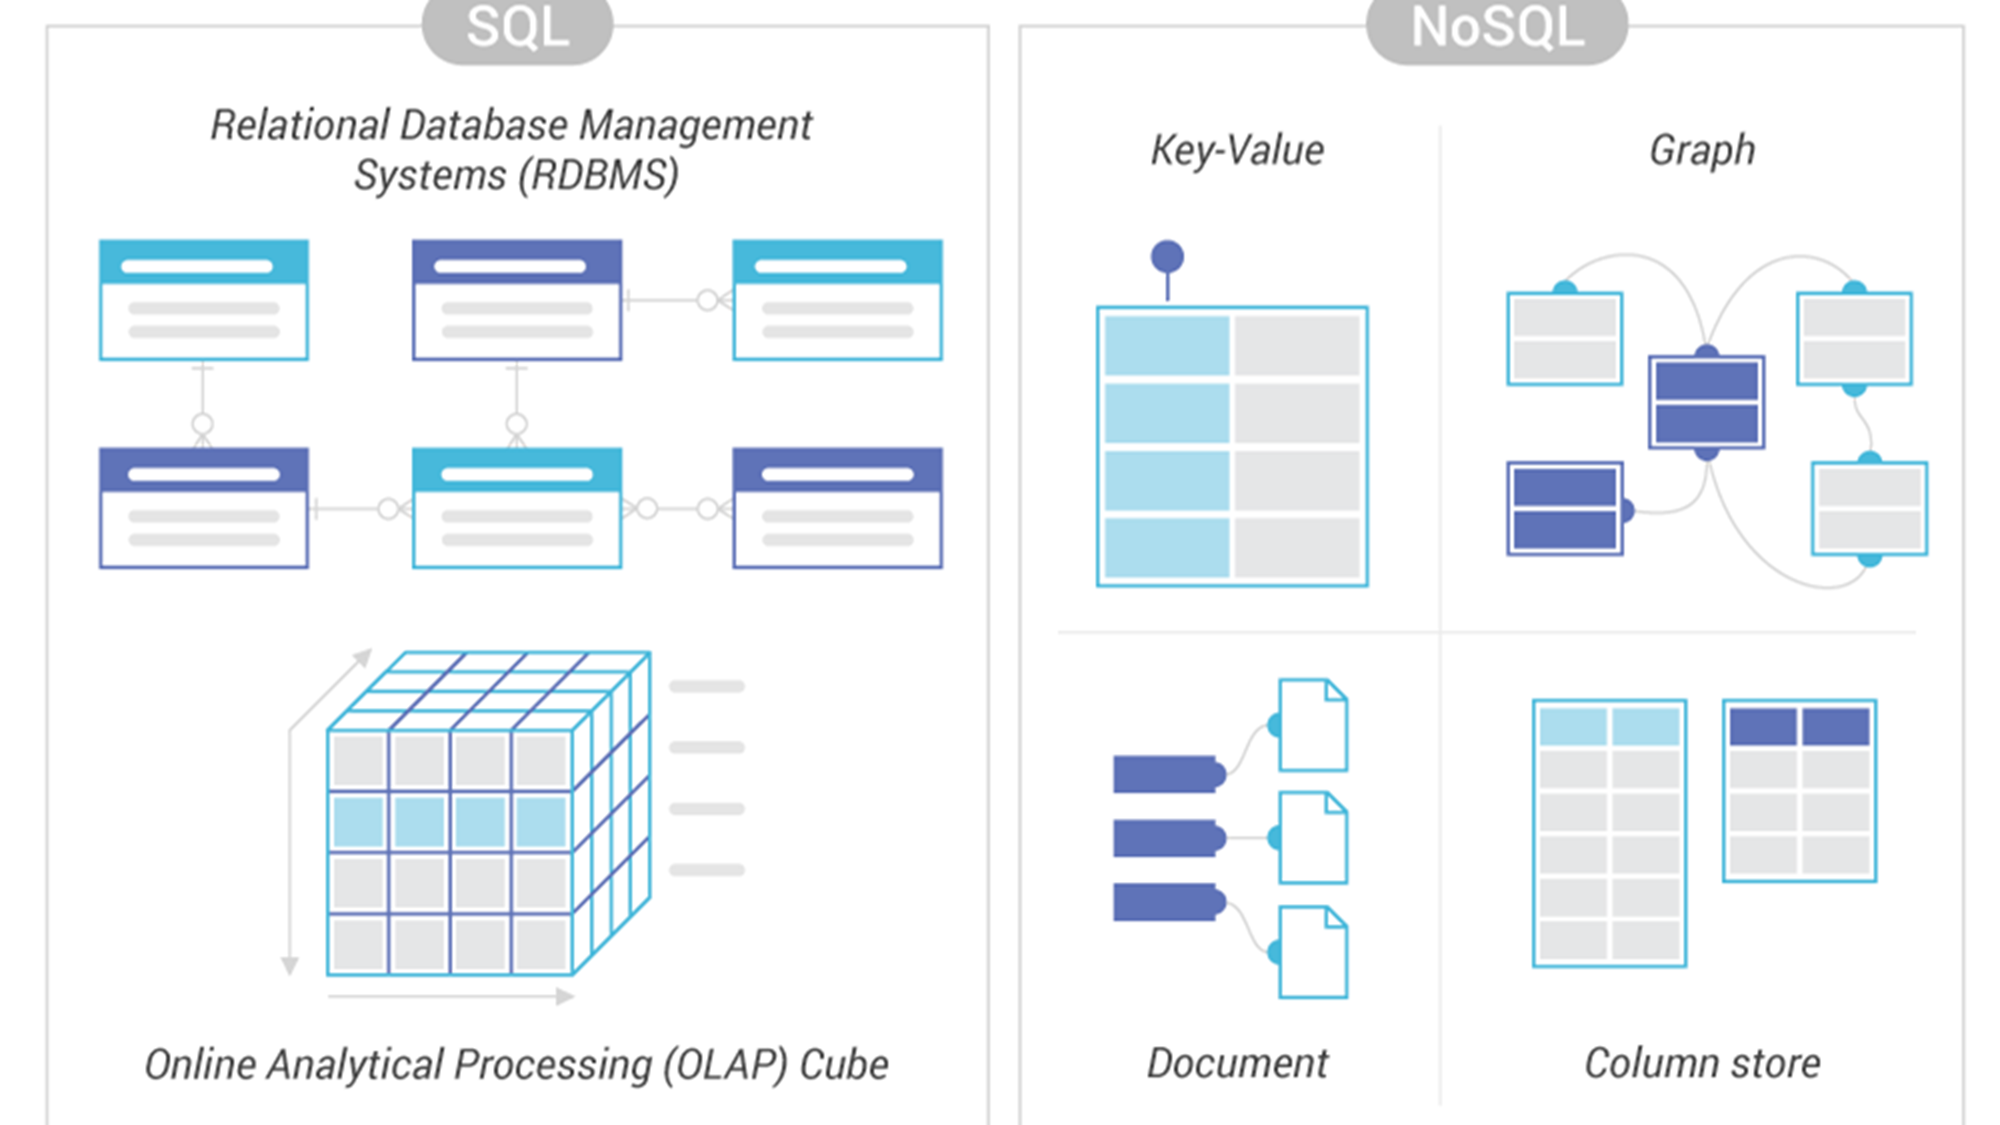 SQL
Relational Database Management
Systems (RDBMS)
Online Analytical Processing (OLAP) Cube
NoSQL
Key-Value
Graph
Document
Column store